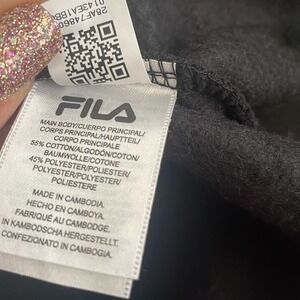 FILA
MAIN BODY/CUERPO PRINCIPAL/
CORPS PRINCIPAL/HAUPTTEIL/
CORPO PRINCIPALE
55% COTTON/ALGODÓN/COTON/
BAUMWOLLE/COTONE
45% POLYESTER/POLIÉSTER/
POLYESTER/POLYESTER/
POLIESTERE
MADE IN CAMBODIA.
HECHO EN CAMBOYA.
FABRIQUÉ AU CAMBODGE.
IN KAMBODSCHA HERGESTELLT.
CONFEZIONATO IN CAMBOGIA.